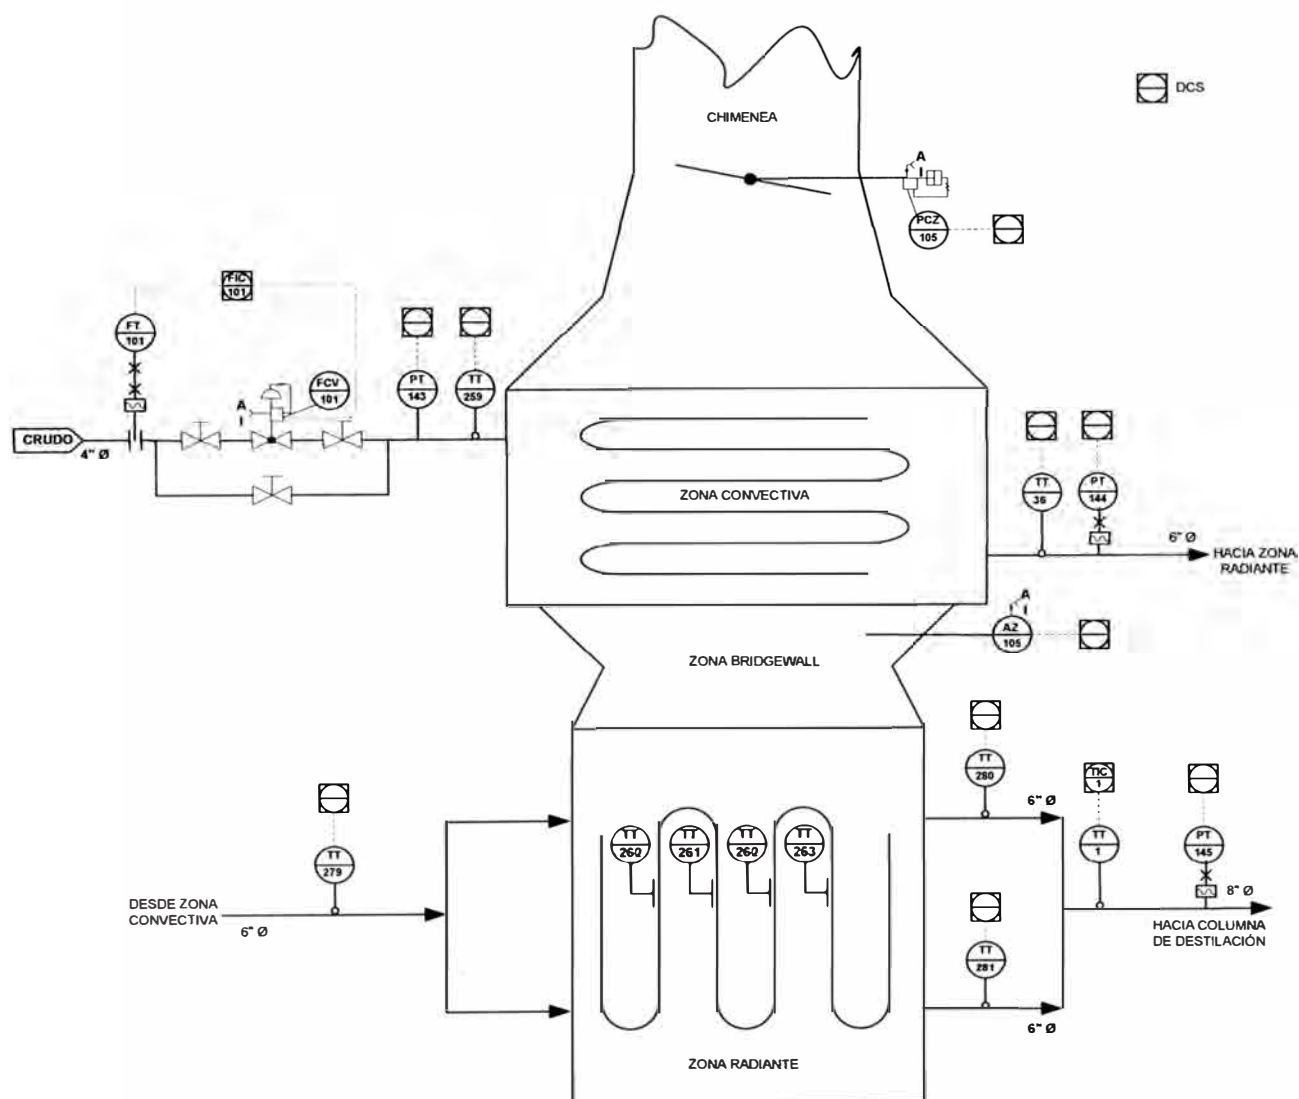 CHIMENEA
DCS
A
PCZ
105
FIC
101
FT
101
FCV
101
A
PT
143
TT
259
CRUDO
4" Ø
ZONA CONVECTIVA
TT
36
PT
144
6" Ø
HACIA ZONA
RADIANTE
A
AZ
105
ZONA BRIDGEWALL
TT
280
TIC
1
6" Ø
TT
279
TT
260
TT
261
TT
260
TT
263
TT
1
PT
145
DESDE ZONA
CONVECTIVA
6" Ø
8" Ø
HACIA COLUMNA
DE DESTILACIÓN
TT
281
6" Ø
ZONA RADIANTE